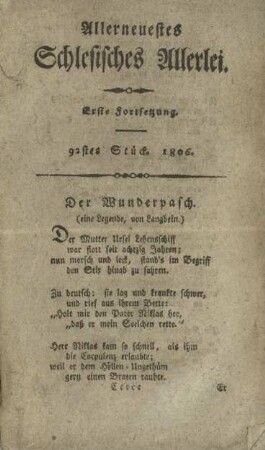 Allerneuestes
Schlesisches Allerley.
Erste Fortsetzung.
92stes Stück. 1806.
Der Wunderpasch.
(eine Legende, von Langbein.)
Der Mutter Ursel Lebensschiff
war flott seit achtzig Jahren;
nun morsch und leck, stand's im Begriff
den Styx hinab zu fahren.
Zu deutsch: sie lag und krankte schwer,
und rief aus ihrem Bette:
„Holt mir den Pater Niklas her,
„daß er mein Seelchen rette.“
Herr Niklas kam so schnell, als ihm
die Corpulenz erlaubte;
weil er dem Höllen-Ungethüm
gern einen Braten raubte.
Cccc
Er